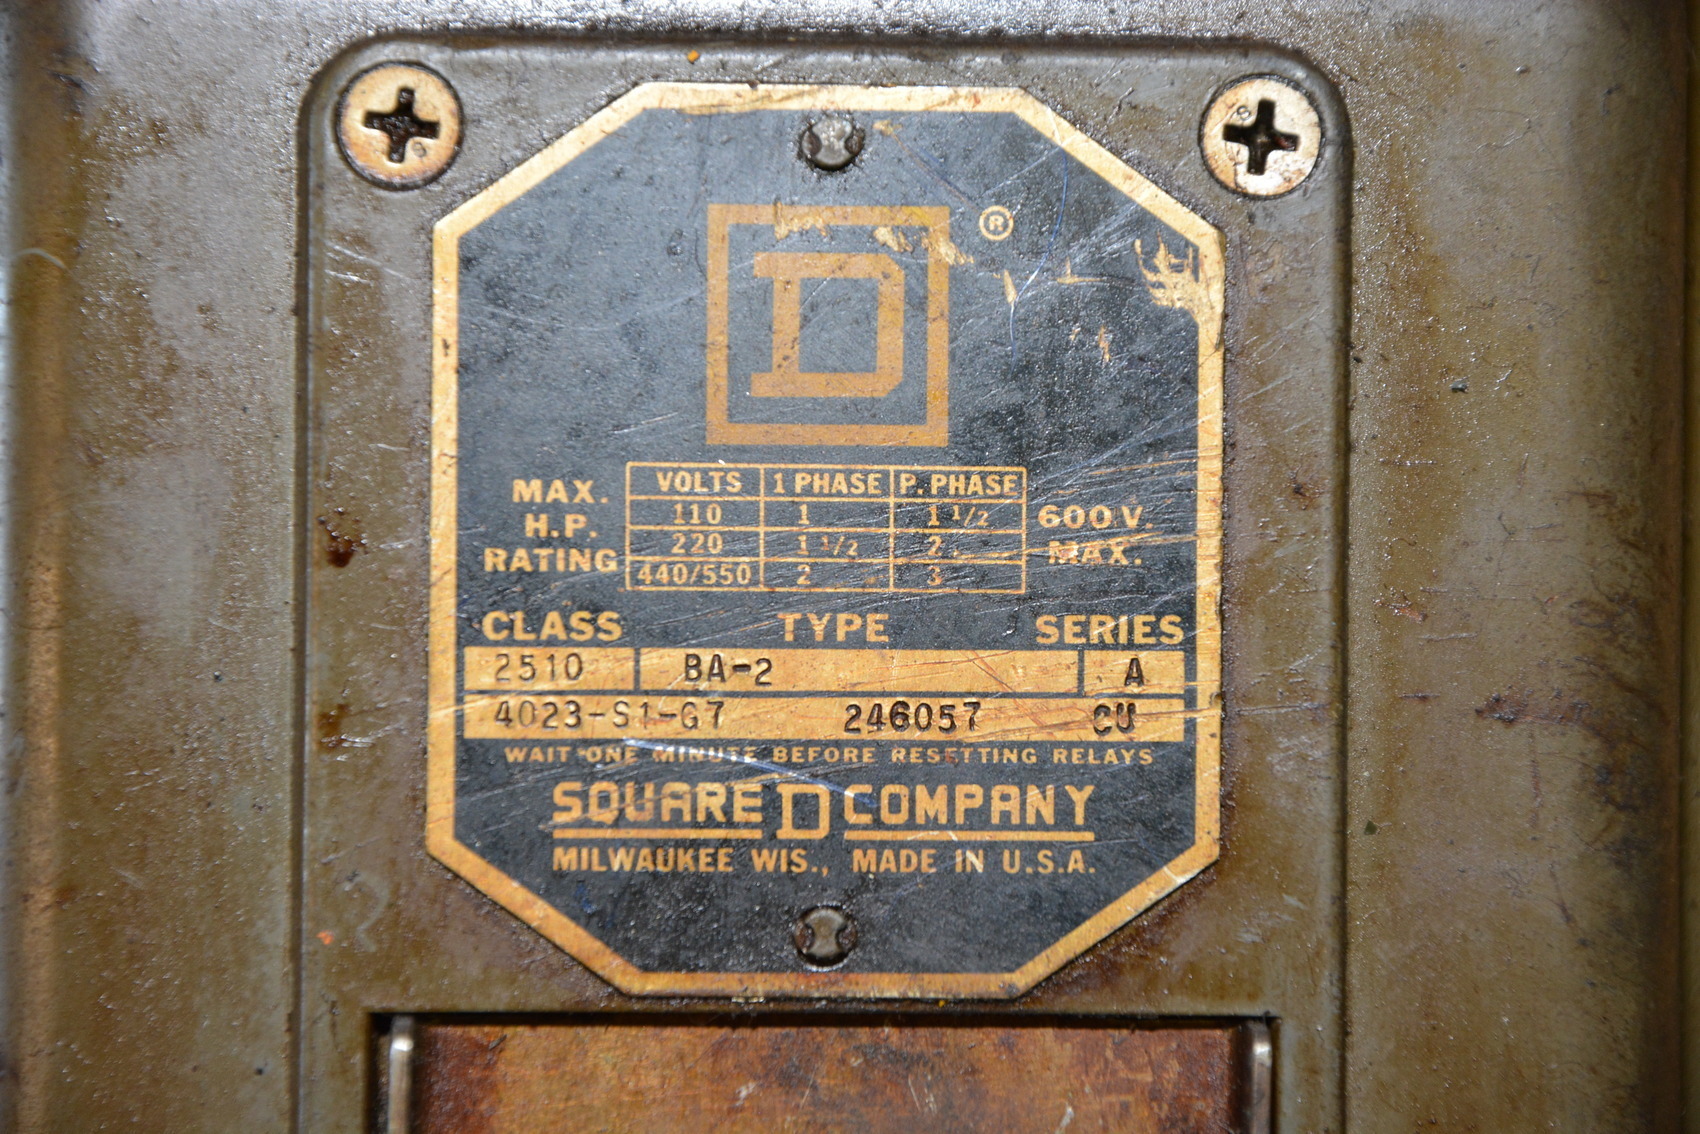 D ®
MAX. H.P. RATING
VOLTS 1 PHASE P. PHASE
110 1 1 1/2
220 1 1/2 2
440/550 2 3
600 V. MAX.
CLASS TYPE SERIES
2510 BA-2 A
4023-S1-G7 246057 CU
WAIT ONE MINUTE BEFORE RESETTING RELAYS
SQUARE D COMPANY
MILWAUKEE WIS., MADE IN U.S.A.